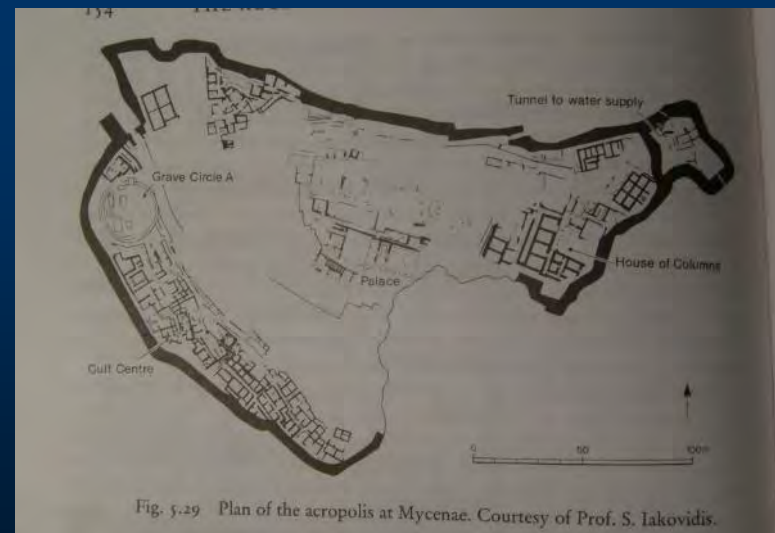 154
Tunnel to water supply
Grave Circle A
House of Columns
Palace
Cult Centre
0 50 100m
Fig. 5.29 Plan of the acropolis at Mycenae. Courtesy of Prof. S. Iakovidis.